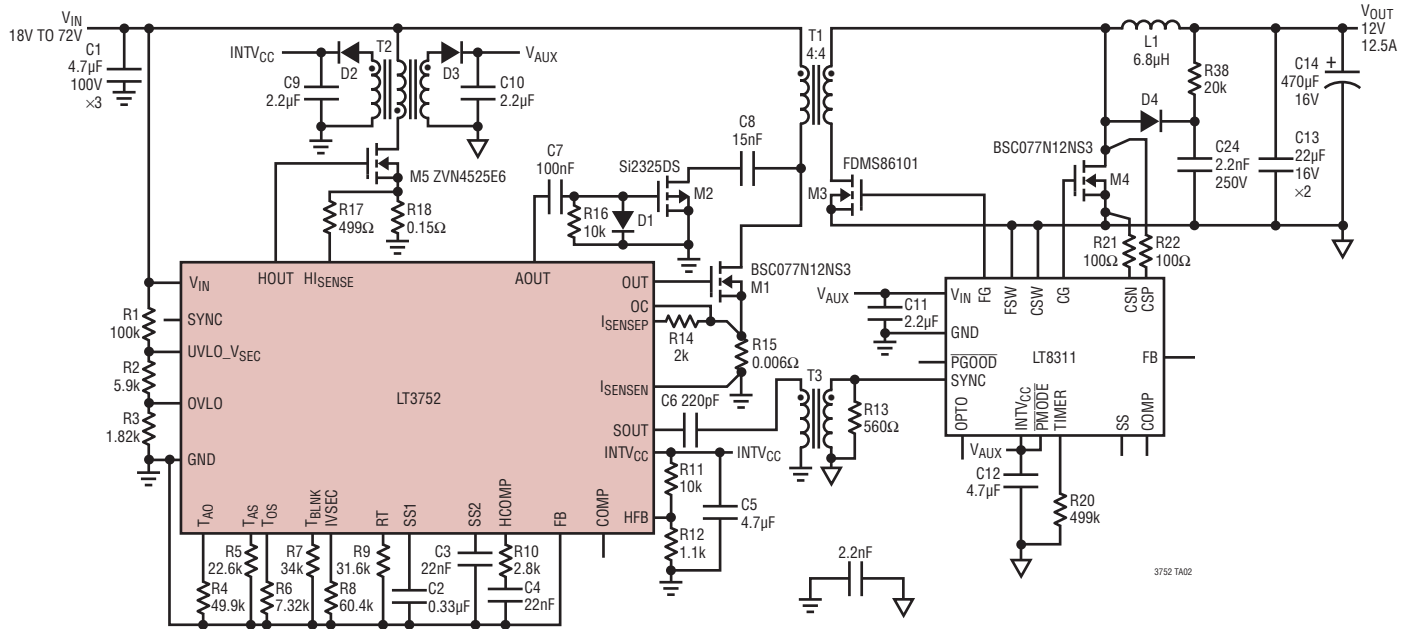 VIN
18V TO 72V
C1
4.7µF
100V
×3
INTVCC
D2
T2
D3
VAUX
C9
2.2µF
C10
2.2µF
M5 ZVN4525E6
R17
499Ω
R18
0.15Ω
C7
100nF
R16
10k
D1
Si2325DS
M2
C8
15nF
T1
4:4
FDMS86101
M3
BSC077N12NS3
M4
L1
6.8µH
D4
R38
20k
C24
2.2nF
250V
C13
22µF
16V
×2
C14
470µF
16V
+
VOUT
12V
12.5A
R21
100Ω
R22
100Ω
VIN
SYNC
UVLO_VSEC
OVLO
GND
HOUT
HISENSE
AOUT
OUT
OC
ISENSEP
ISENSEN
SOUT
INTVCC
HFB
LT3752
TAO
TAS
TOS
TBLNK
IVSEC
RT
SS1
SS2
HCOMP
FB
COMP
R1
100k
R2
5.9k
R3
1.82k
BSC077N12NS3
M1
R14
2k
R15
0.006Ω
C6 220pF
T3
R13
560Ω
INTVCC
R11
10k
R12
1.1k
C5
4.7µF
R4
49.9k
R5
22.6k
R6
7.32k
R7
34k
R8
60.4k
R9
31.6k
C2
0.33µF
C3
22nF
R10
2.8k
C4
22nF
VAUX
C11
2.2µF
VIN
GND
PGOOD
SYNC
FG
FSW
CSW
CG
CSN
CSP
LT8311
FB
OPTO
INTVCC
PMODE
TIMER
SS
COMP
VAUX
C12
4.7µF
R20
499k
2.2nF
3752 TA02